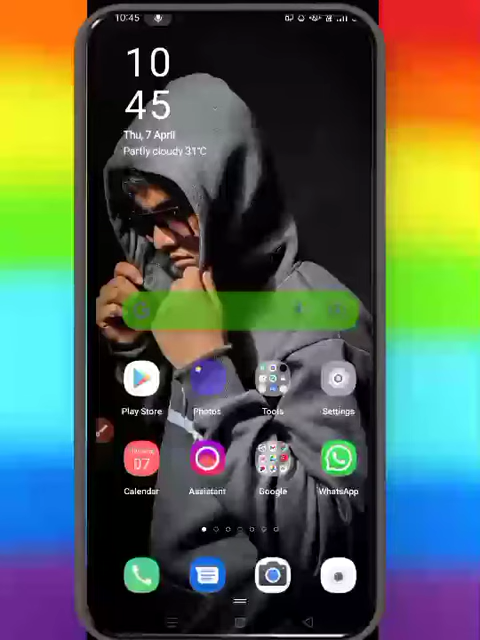 10:45
10
45
Thu, 7 April
Partly cloudy 31°C
Play Store
Photos
Tools
Settings
07
Calendar
Assistant
Google
WhatsApp